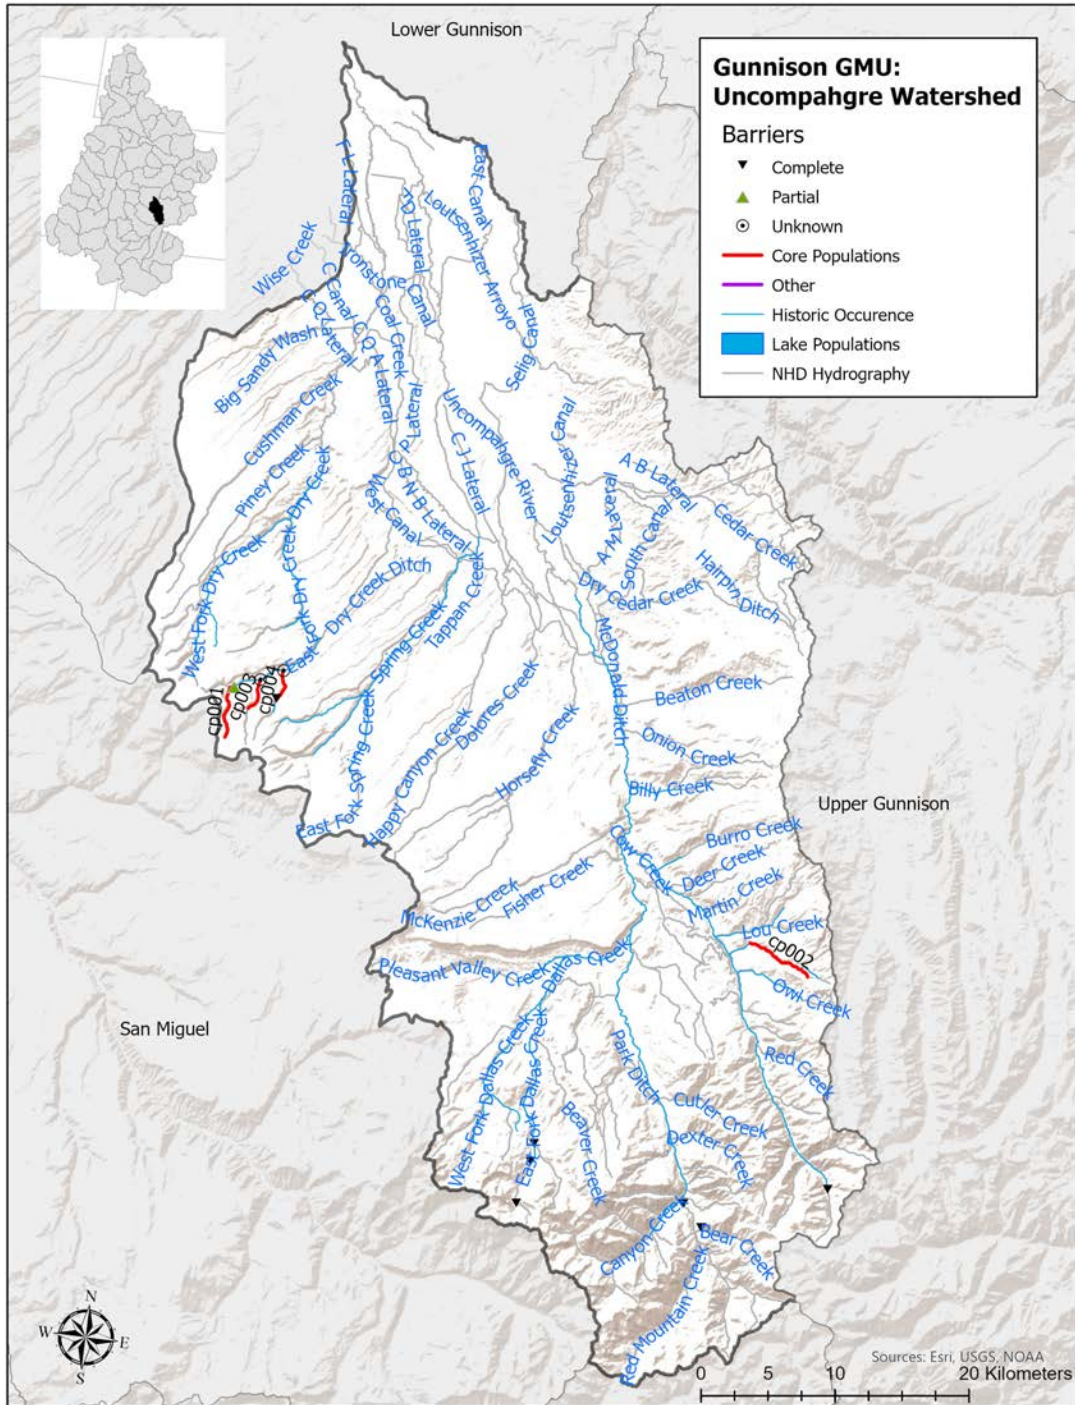 Lower Gunnison
Gunnison GMU:
Uncompahgre Watershed
Barriers
Complete
Partial
Unknown
Core Populations
Other
Historic Occurence
Lake Populations
NHD Hydrography
F L Lateral
East Canal
A D Lateral
Loutsenhizer Arroyo
Wise Creek
Ironstone Canal
C Canal
C Q Lateral
Coal Creek
C Q A Lateral
Selig Canal
Big Sandy Wash
Cushman Creek
P Lateral
Uncompahgre River
C J Lateral
Loutsenhizer Canal
Piney Creek
Dry Creek
C B N B Lateral
West Canal
A B Lateral
A M Lateral
South Canal
Cedar Creek
West Fork Dry Creek
East Fork Dry Creek
Dry Creek Ditch
Hairpin Ditch
Dry Cedar Creek
Tappan Creek
Spring Creek
McDonald Ditch
cp001
cp003
cp004
Beaton Creek
Dolores Creek
Onion Creek
Horsefly Creek
East Fork Spring Creek
Happy Canyon Creek
Billy Creek
Upper Gunnison
Burro Creek
Cow Creek
Deer Creek
Martin Creek
McKenzie Creek
Fisher Creek
Lou Creek
cp002
Pleasant Valley Creek
Dallas Creek
Owl Creek
San Miguel
West Fork Dallas Creek
East Fork Dallas Creek
Park Ditch
Red Creek
Beaver Creek
Cutler Creek
Dexter Creek
Canyon Creek
Bear Creek
Red Mountain Creek
N
W
E
S
Sources: Esri, USGS, NOAA
0 5 10 20 Kilometers